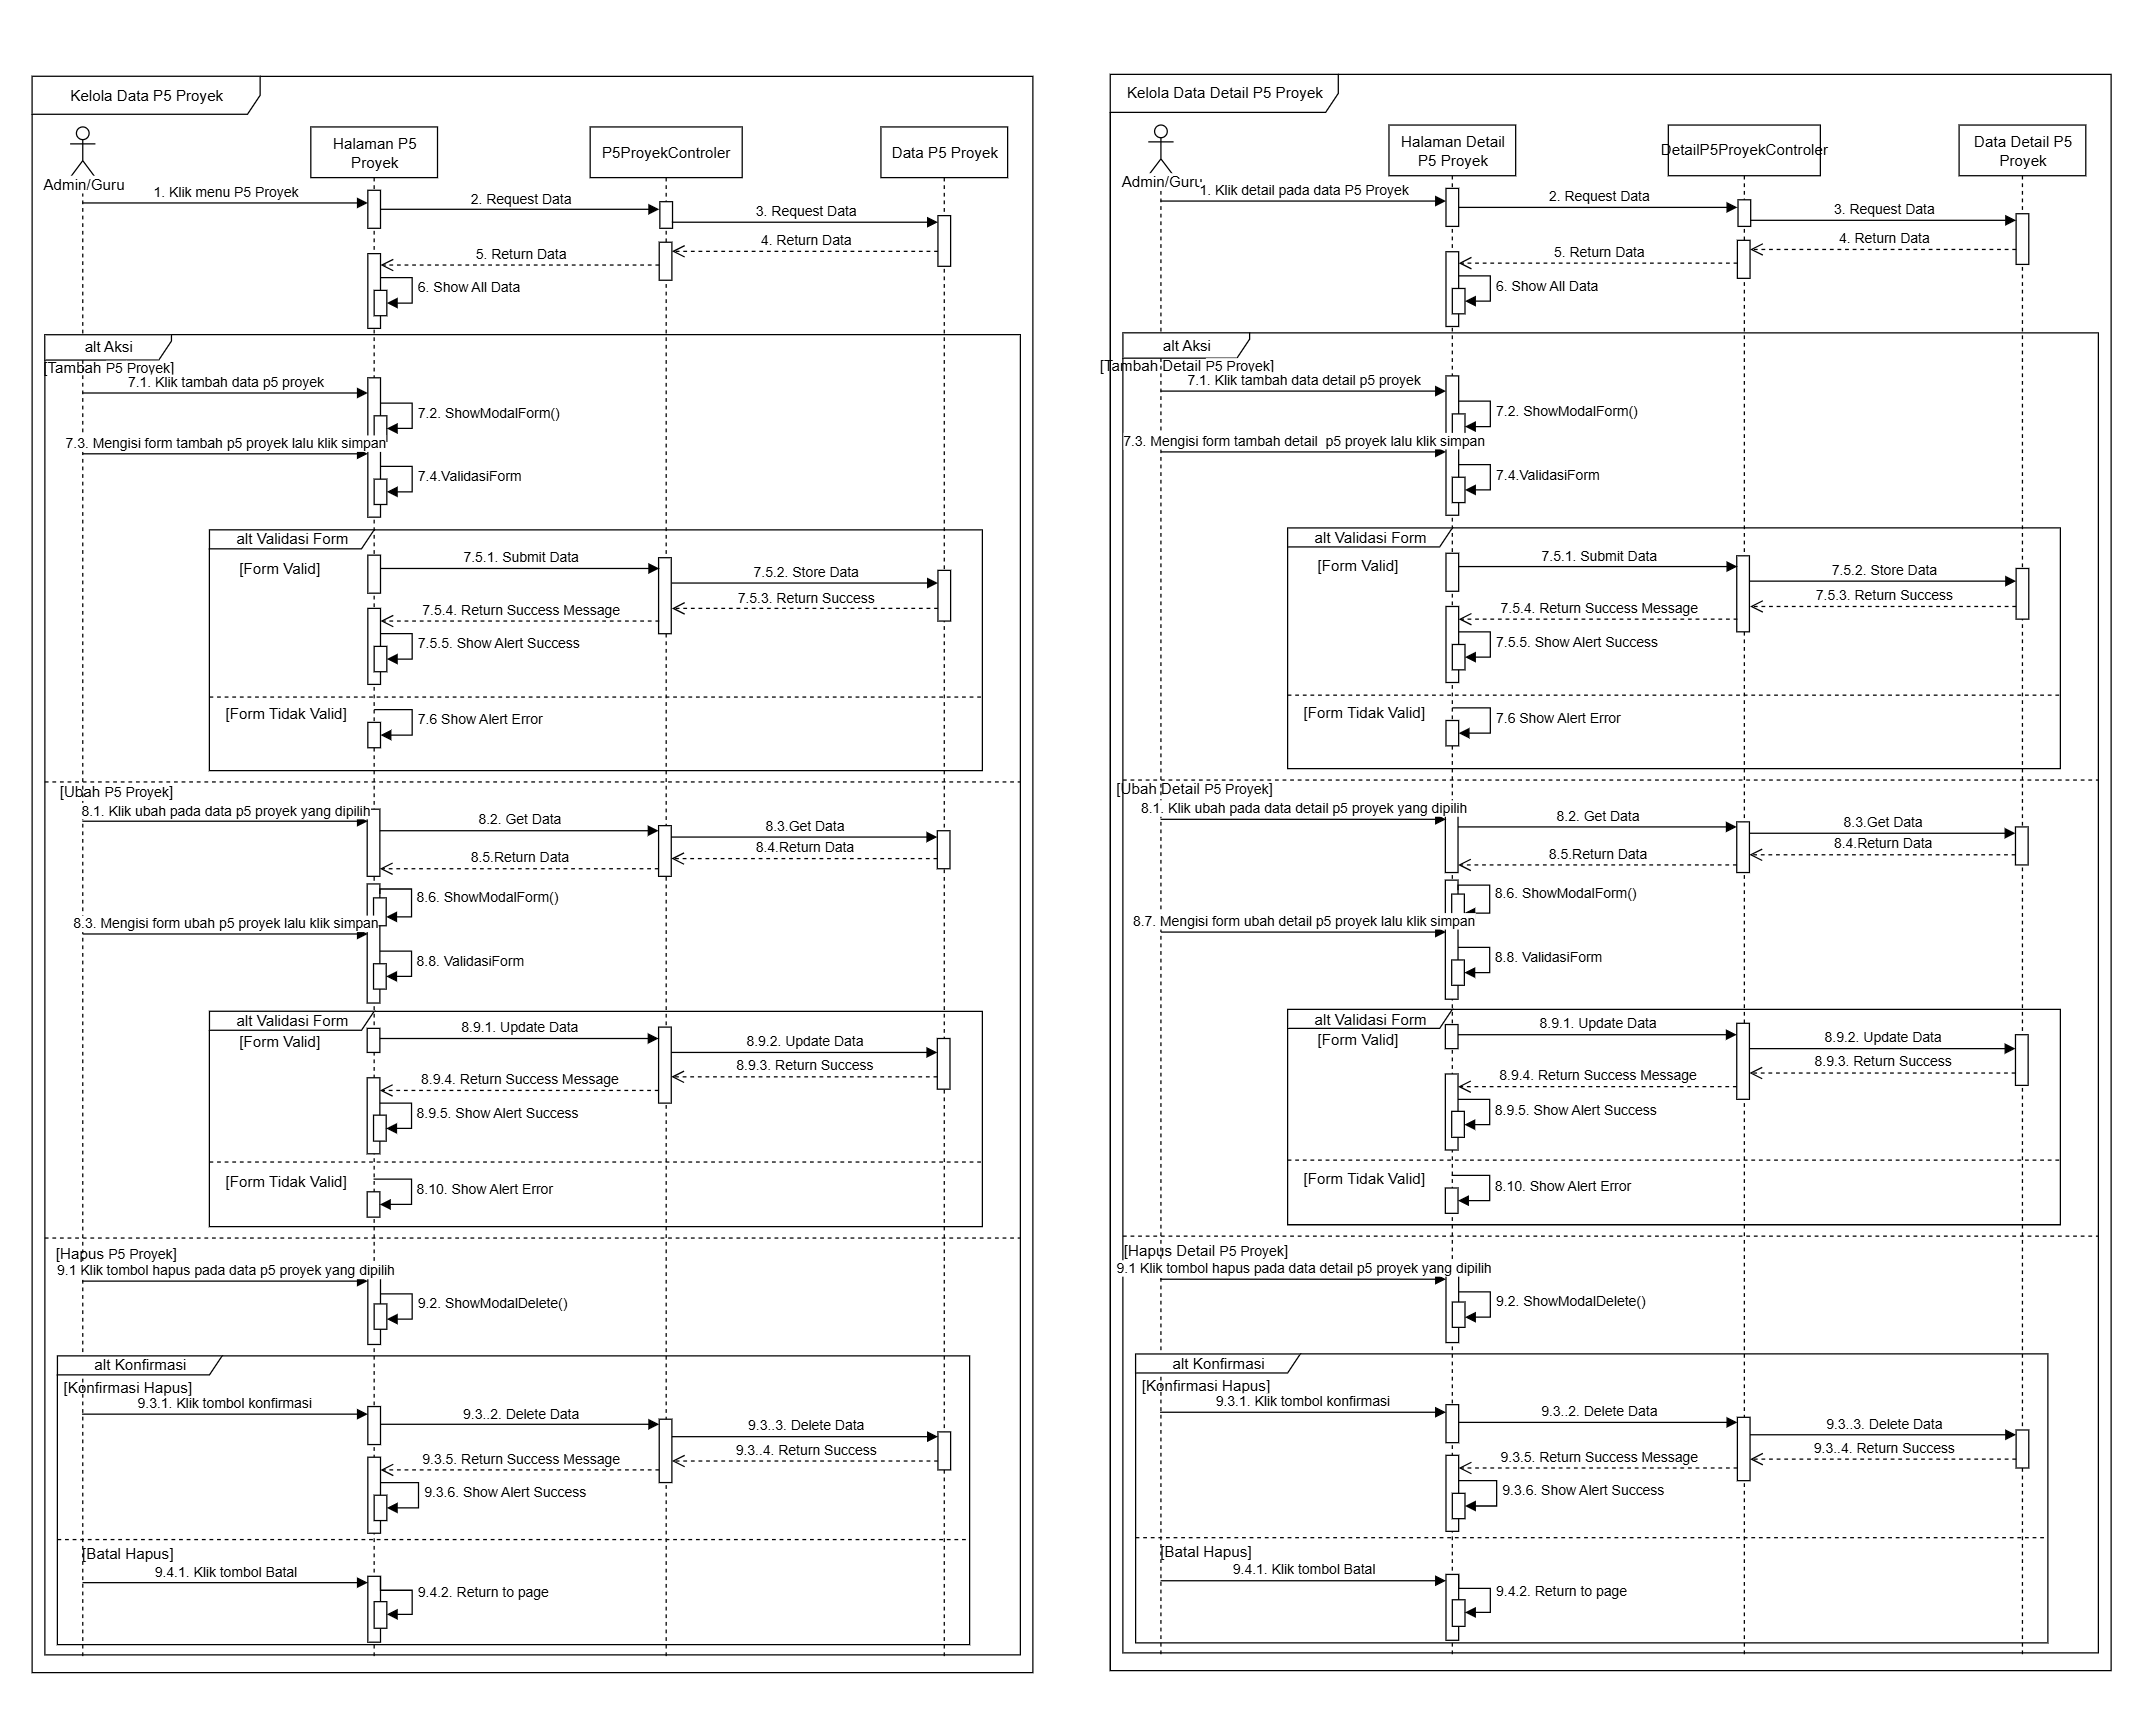 Kelola Data P5 Proyek
Admin/Guru
Halaman P5
Proyek
P5ProyekControler
Data P5 Proyek
1. Klik menu P5 Proyek
2. Request Data
3. Request Data
4. Return Data
5. Return Data
6. Show All Data
alt Aksi
[Tambah P5 Proyek]
7.1. Klik tambah data p5 proyek
7.2. ShowModalForm()
7.3. Mengisi form tambah p5 proyek lalu klik simpan
7.4.ValidasiForm
alt Validasi Form
[Form Valid]
7.5.1. Submit Data
7.5.2. Store Data
7.5.3. Return Success
7.5.4. Return Success Message
7.5.5. Show Alert Success
[Form Tidak Valid]
7.6 Show Alert Error
[Ubah P5 Proyek]
8.1. Klik ubah pada data p5 proyek yang dipilih
8.2. Get Data
8.3.Get Data
8.4.Return Data
8.5.Return Data
8.6. ShowModalForm()
8.3. Mengisi form ubah p5 proyek lalu klik simpan
8.8. ValidasiForm
alt Validasi Form
[Form Valid]
8.9.1. Update Data
8.9.2. Update Data
8.9.3. Return Success
8.9.4. Return Success Message
8.9.5. Show Alert Success
[Form Tidak Valid]
8.10. Show Alert Error
[Hapus P5 Proyek]
9.1 Klik tombol hapus pada data p5 proyek yang dipilih
9.2. ShowModalDelete()
alt Konfirmasi
[Konfirmasi Hapus]
9.3.1. Klik tombol konfirmasi
9.3..2. Delete Data
9.3..3. Delete Data
9.3..4. Return Success
9.3.5. Return Success Message
9.3.6. Show Alert Success
[Batal Hapus]
9.4.1. Klik tombol Batal
9.4.2. Return to page
Kelola Data Detail P5 Proyek
Admin/Guru
Halaman Detail
P5 Proyek
DetailP5ProyekControler
Data Detail P5
Proyek
1. Klik detail pada data P5 Proyek
2. Request Data
3. Request Data
4. Return Data
5. Return Data
6. Show All Data
alt Aksi
[Tambah Detail P5 Proyek]
7.1. Klik tambah data detail p5 proyek
7.2. ShowModalForm()
7.3. Mengisi form tambah detail  p5 proyek lalu klik simpan
7.4.ValidasiForm
alt Validasi Form
[Form Valid]
7.5.1. Submit Data
7.5.2. Store Data
7.5.3. Return Success
7.5.4. Return Success Message
7.5.5. Show Alert Success
[Form Tidak Valid]
7.6 Show Alert Error
[Ubah Detail P5 Proyek]
8.1. Klik ubah pada data detail p5 proyek yang dipilih
8.2. Get Data
8.3.Get Data
8.4.Return Data
8.5.Return Data
8.6. ShowModalForm()
8.7. Mengisi form ubah detail p5 proyek lalu klik simpan
8.8. ValidasiForm
alt Validasi Form
[Form Valid]
8.9.1. Update Data
8.9.2. Update Data
8.9.3. Return Success
8.9.4. Return Success Message
8.9.5. Show Alert Success
[Form Tidak Valid]
8.10. Show Alert Error
[Hapus Detail P5 Proyek]
9.1 Klik tombol hapus pada data detail p5 proyek yang dipilih
9.2. ShowModalDelete()
alt Konfirmasi
[Konfirmasi Hapus]
9.3.1. Klik tombol konfirmasi
9.3..2. Delete Data
9.3..3. Delete Data
9.3..4. Return Success
9.3.5. Return Success Message
9.3.6. Show Alert Success
[Batal Hapus]
9.4.1. Klik tombol Batal
9.4.2. Return to page